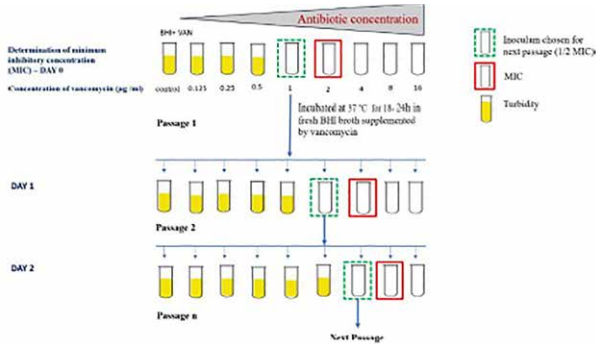 Antibiotic concentration
BHI+ VAN
Determination of minimum
inhibitory concentration
(MIC) – DAY 0
Concentration of vancomycin (µg /ml)
control 0.125 0.25 0.5 1 2 4 8 16
Incubated at 37 °C for 18- 24h in
fresh BHI broth supplemented
by vancomycin
Passage 1
DAY 1
Passage 2
DAY 2
Passage n
Next Passage
Inoculum chosen for
next passage (1/2 MIC)
MIC
Turbidity